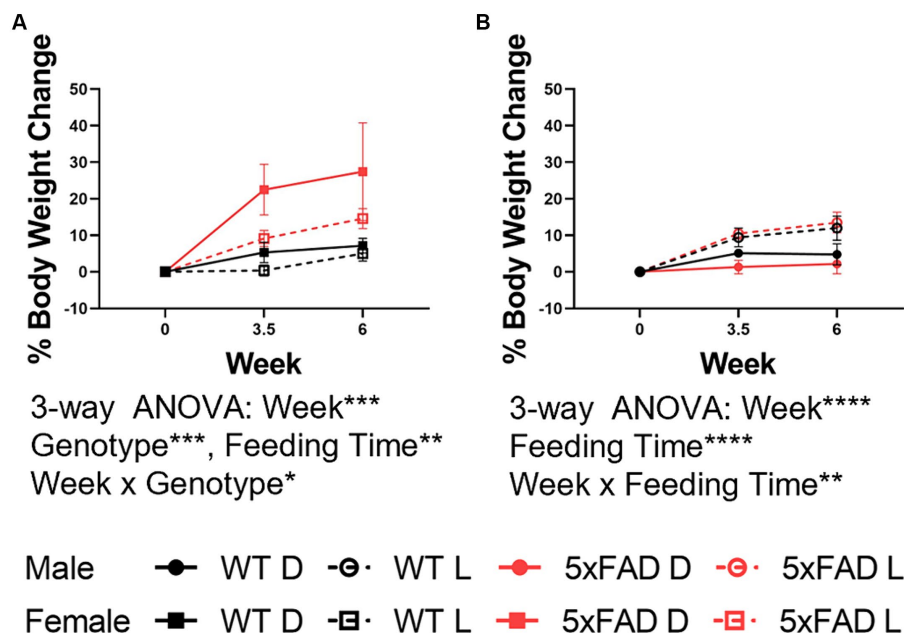 A
% Body Weight Change
50
40
30
20
10
0
-10
0 3.5 6
Week
3-way ANOVA: Week***
Genotype***, Feeding Time**
Week x Genotype*
B
% Body Weight Change
50
40
30
20
10
0
-10
0 3.5 6
Week
3-way ANOVA: Week****
Feeding Time****
Week x Feeding Time**
Male WT D WT L 5xFAD D 5xFAD L
Female WT D WT L 5xFAD D 5xFAD L